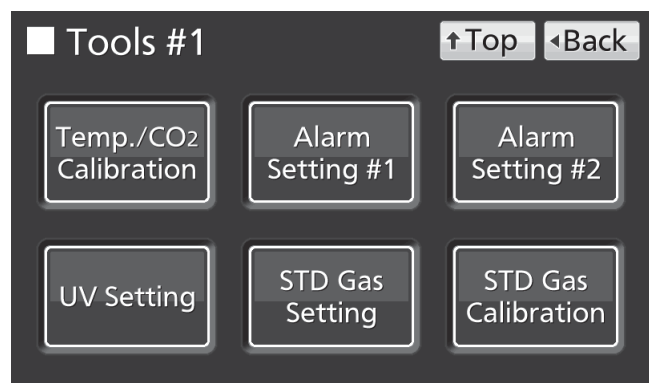 Tools #1
↑Top
◂Back
Temp./CO2
Calibration
Alarm
Setting #1
Alarm
Setting #2
UV Setting
STD Gas
Setting
STD Gas
Calibration